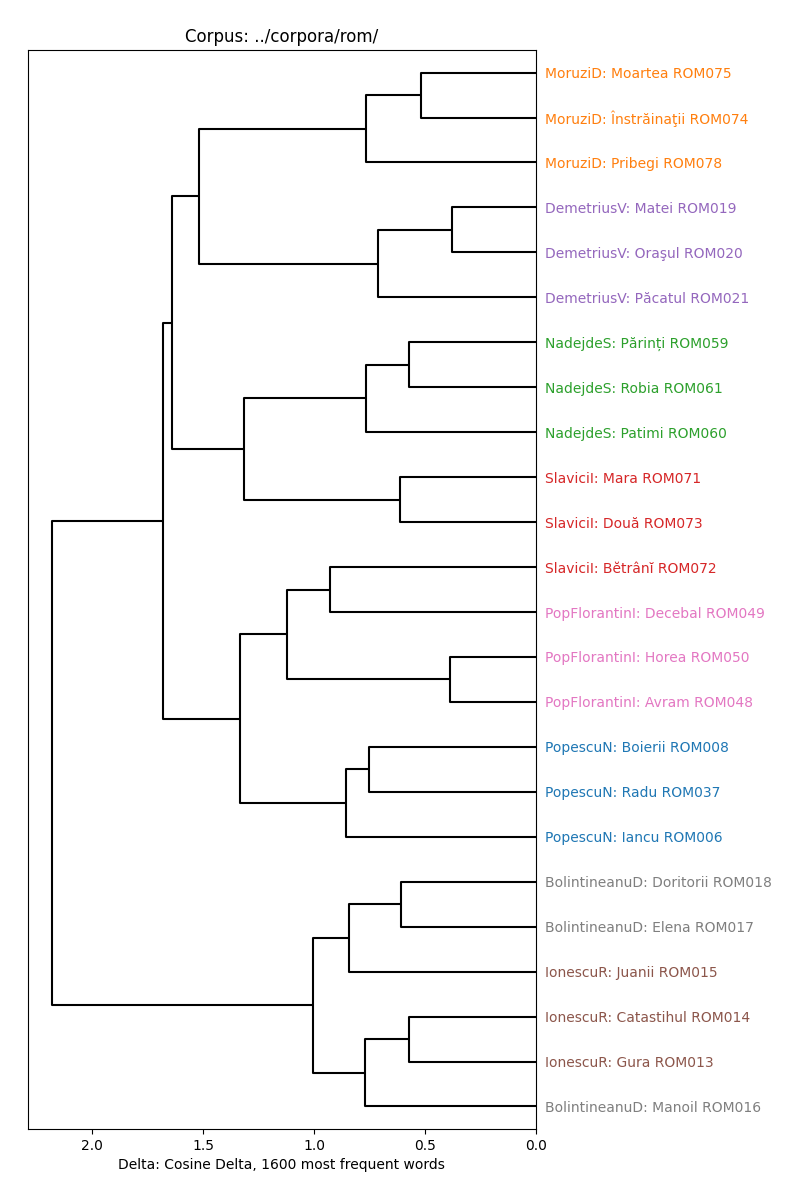 Corpus: ../corpora/rom/
MoruziD: Moartea ROM075
MoruziD: Înstrăinaţii ROM074
MoruziD: Pribegi ROM078
DemetriusV: Matei ROM019
DemetriusV: Oraşul ROM020
DemetriusV: Păcatul ROM021
NadejdeS: Părinți ROM059
NadejdeS: Robia ROM061
NadejdeS: Patimi ROM060
SlaviciI: Mara ROM071
SlaviciI: Două ROM073
SlaviciI: Bĕtrânĭ ROM072
PopFlorantinI: Decebal ROM049
PopFlorantinI: Horea ROM050
PopFlorantinI: Avram ROM048
PopescuN: Boierii ROM008
PopescuN: Radu ROM037
PopescuN: Iancu ROM006
BolintineanuD: Doritorii ROM018
BolintineanuD: Elena ROM017
IonescuR: Juanii ROM015
IonescuR: Catastihul ROM014
IonescuR: Gura ROM013
BolintineanuD: Manoil ROM016
2.0 1.5 1.0 0.5 0.0
Delta: Cosine Delta, 1600 most frequent words